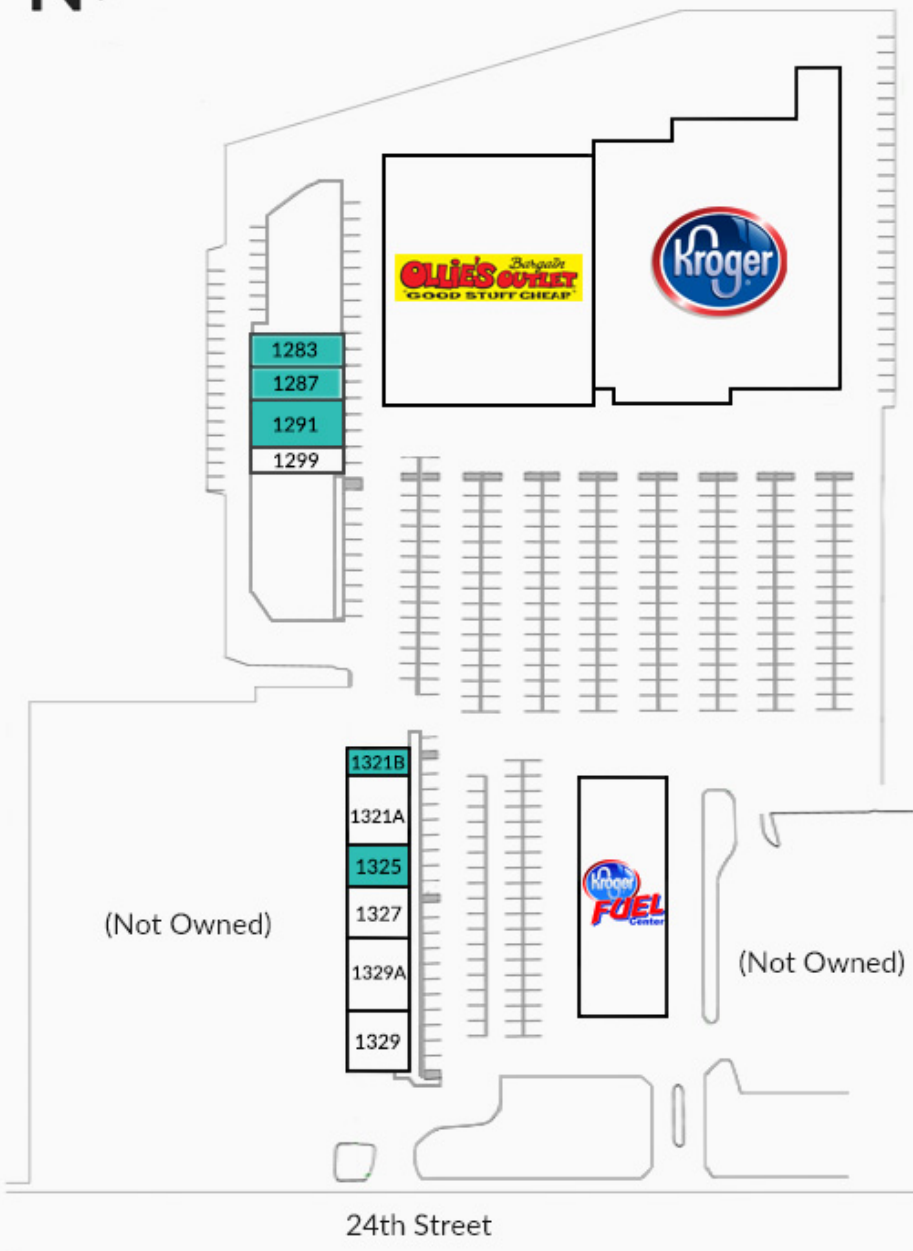 N
OLLIE'S Bargain OUTLET
"GOOD STUFF CHEAP"
Kroger
1283
1287
1291
1299
1321B
1321A
1325
1327
1329A
1329
Kroger
FUEL
Center
(Not Owned)
(Not Owned)
24th Street